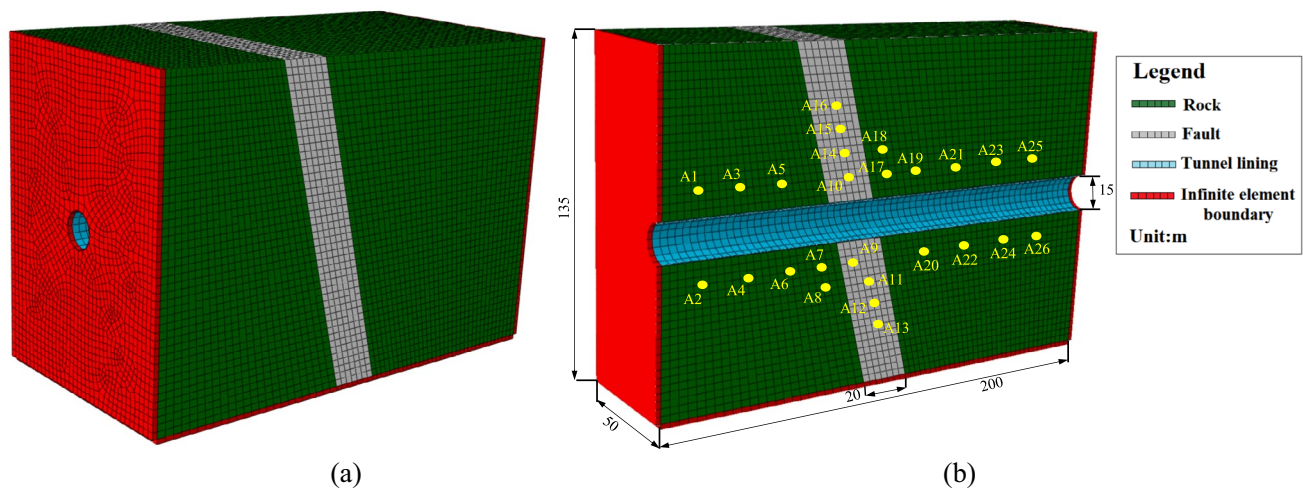 A16
A15
A18
A14
A17
A10
A19
A21
A23
A25
A1
A3
A5
135
15
A7
A9
A2
A4
A6
A8
A11
A12
A13
A20
A22
A24
A26
20
200
50
Legend
Rock
Fault
Tunnel lining
Infinite element
boundary
Unit:m
(a)
(b)